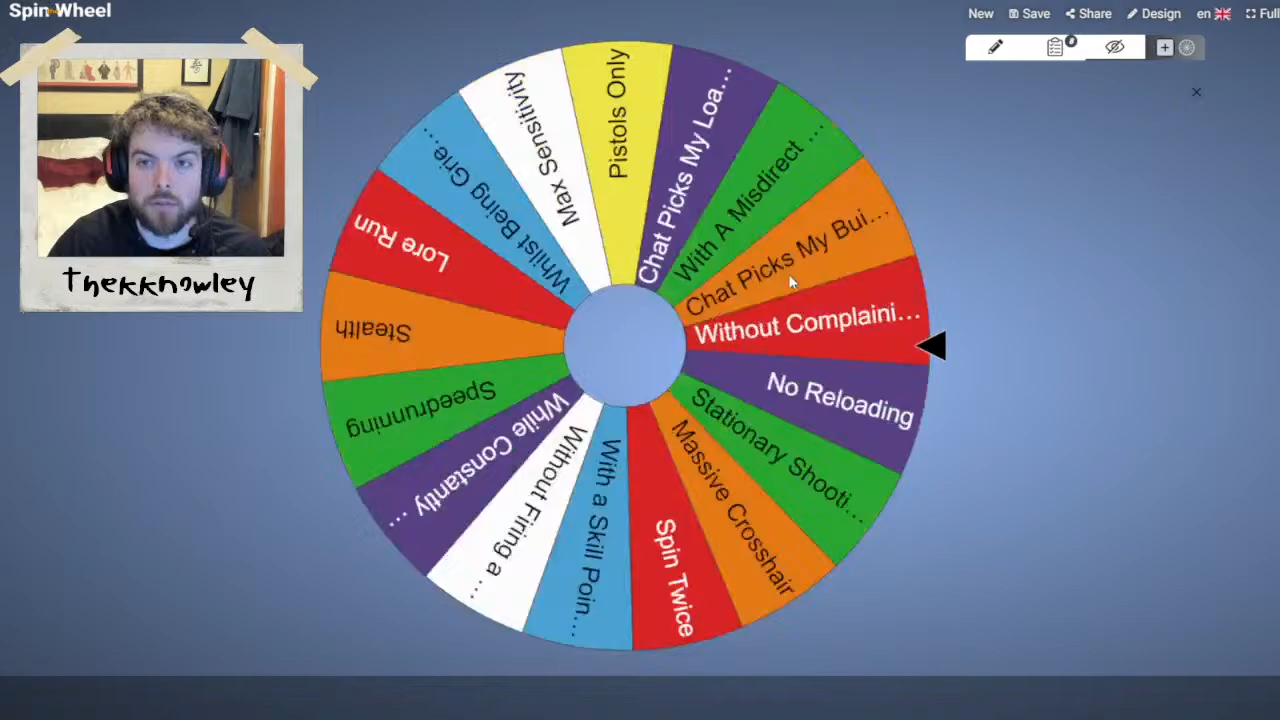 Spin the Wheel
New
Save
Share
Design
en
Full
Thekknowley
Pistols Only
Chat Picks My Loa...
With A Misdirect ...
Chat Picks My Bui...
Without Complaini...
No Reloading
Stationary Shooti...
Massive Crosshair
Spin Twice
With a Skill Poin...
Without Firing a ...
While Constantly ...
Speedrunning
Stealth
Lore Run
Whilst Being Grie...
Max Sensitivity